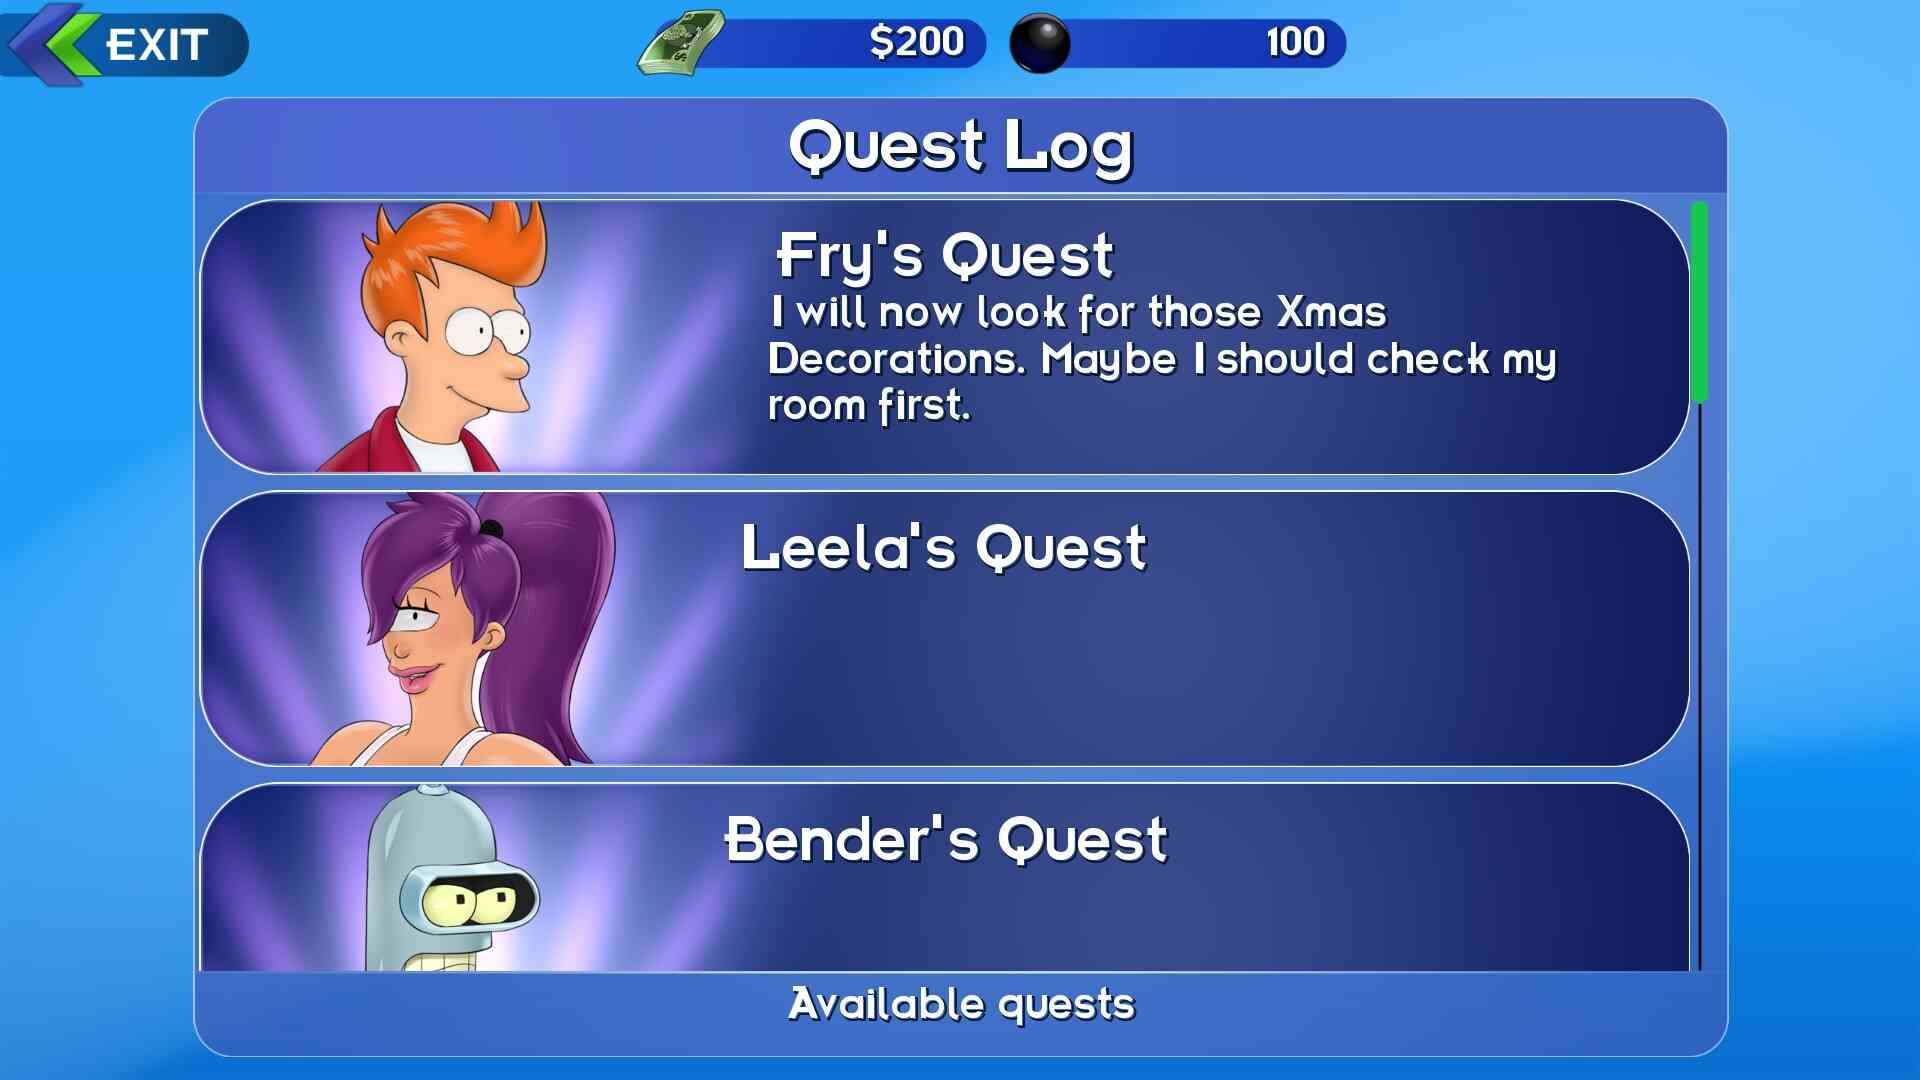 EXIT
$200
100
Quest Log
Fry's Quest
I will now look for those Xmas
Decorations. Maybe I should check my
room first.
Leela's Quest
Bender's Quest
Available quests